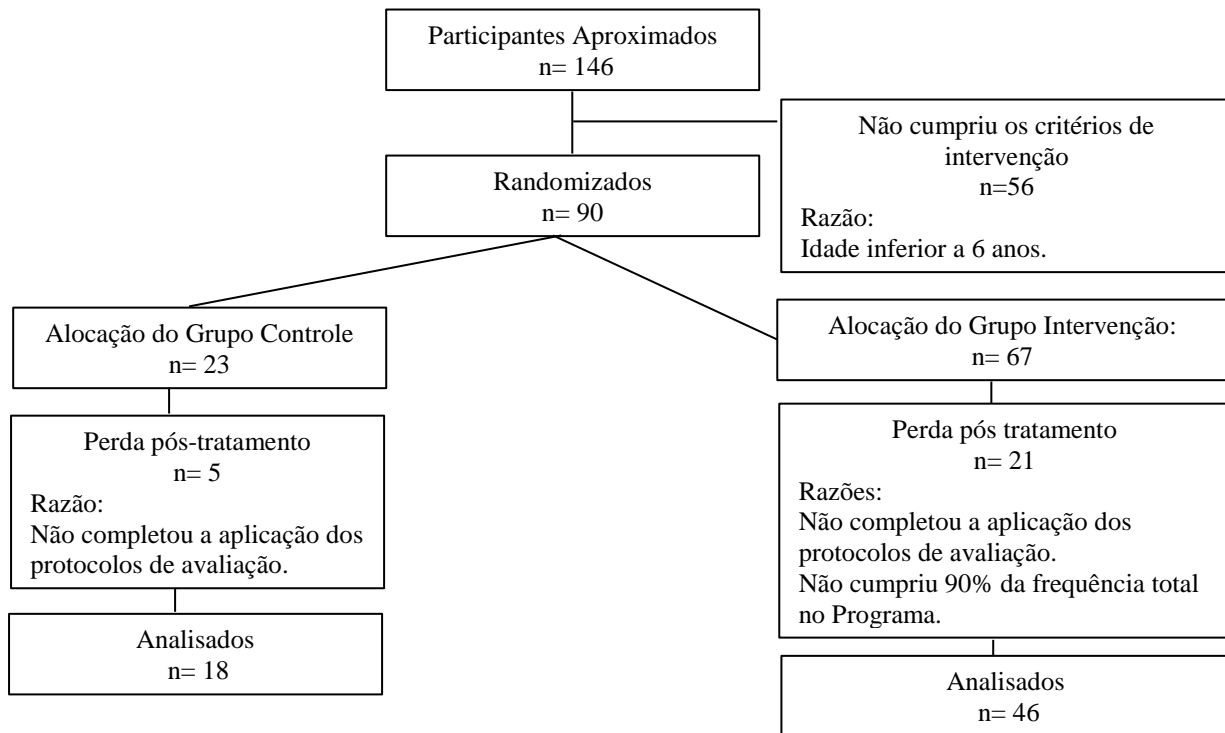 Participantes Aproximados
n= 146
Não cumpriu os critérios de
intervenção
n=56
Razão:
Idade inferior a 6 anos.
Randomizados
n= 90
Alocação do Grupo Controle
n= 23
Alocação do Grupo Intervenção:
n= 67
Perda pós-tratamento
n= 5
Razão:
Não completou a aplicação dos
protocolos de avaliação.
Perda pós tratamento
n= 21
Razões:
Não completou a aplicação dos
protocolos de avaliação.
Não cumpriu 90% da frequência total
no Programa.
Analisados
n= 18
Analisados
n= 46